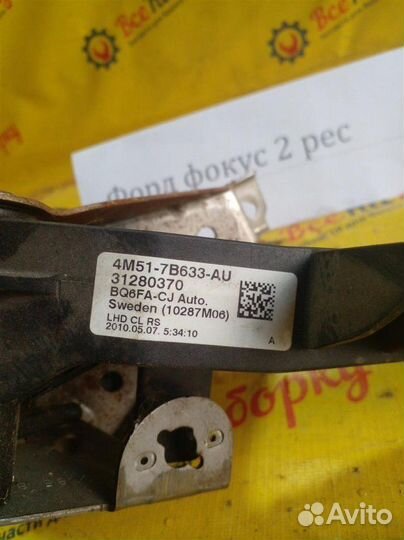 Все
Форд фокус 2 рес
4M51-7B633-AU
31280370
BQ6FA-CJ Auto.
Sweden (10287M06)
LHD CL RS
2010.05.07. 5:34:10
A
борку
Avito